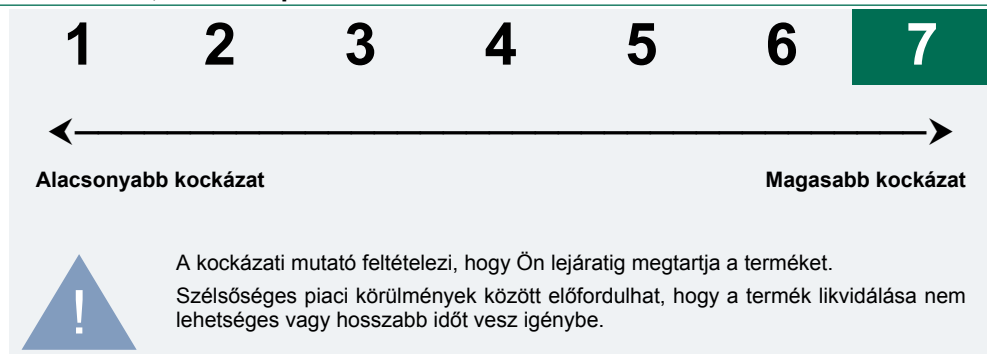 1 2 3 4 5 6 7
Alacsonyabb kockázat Magasabb kockázat
A kockázati mutató feltételezi, hogy Ön lejáratig megtartja a terméket.
Szélsőséges piaci körülmények között előfordulhat, hogy a termék likvidálása nem
lehetséges vagy hosszabb időt vesz igénybe.
!